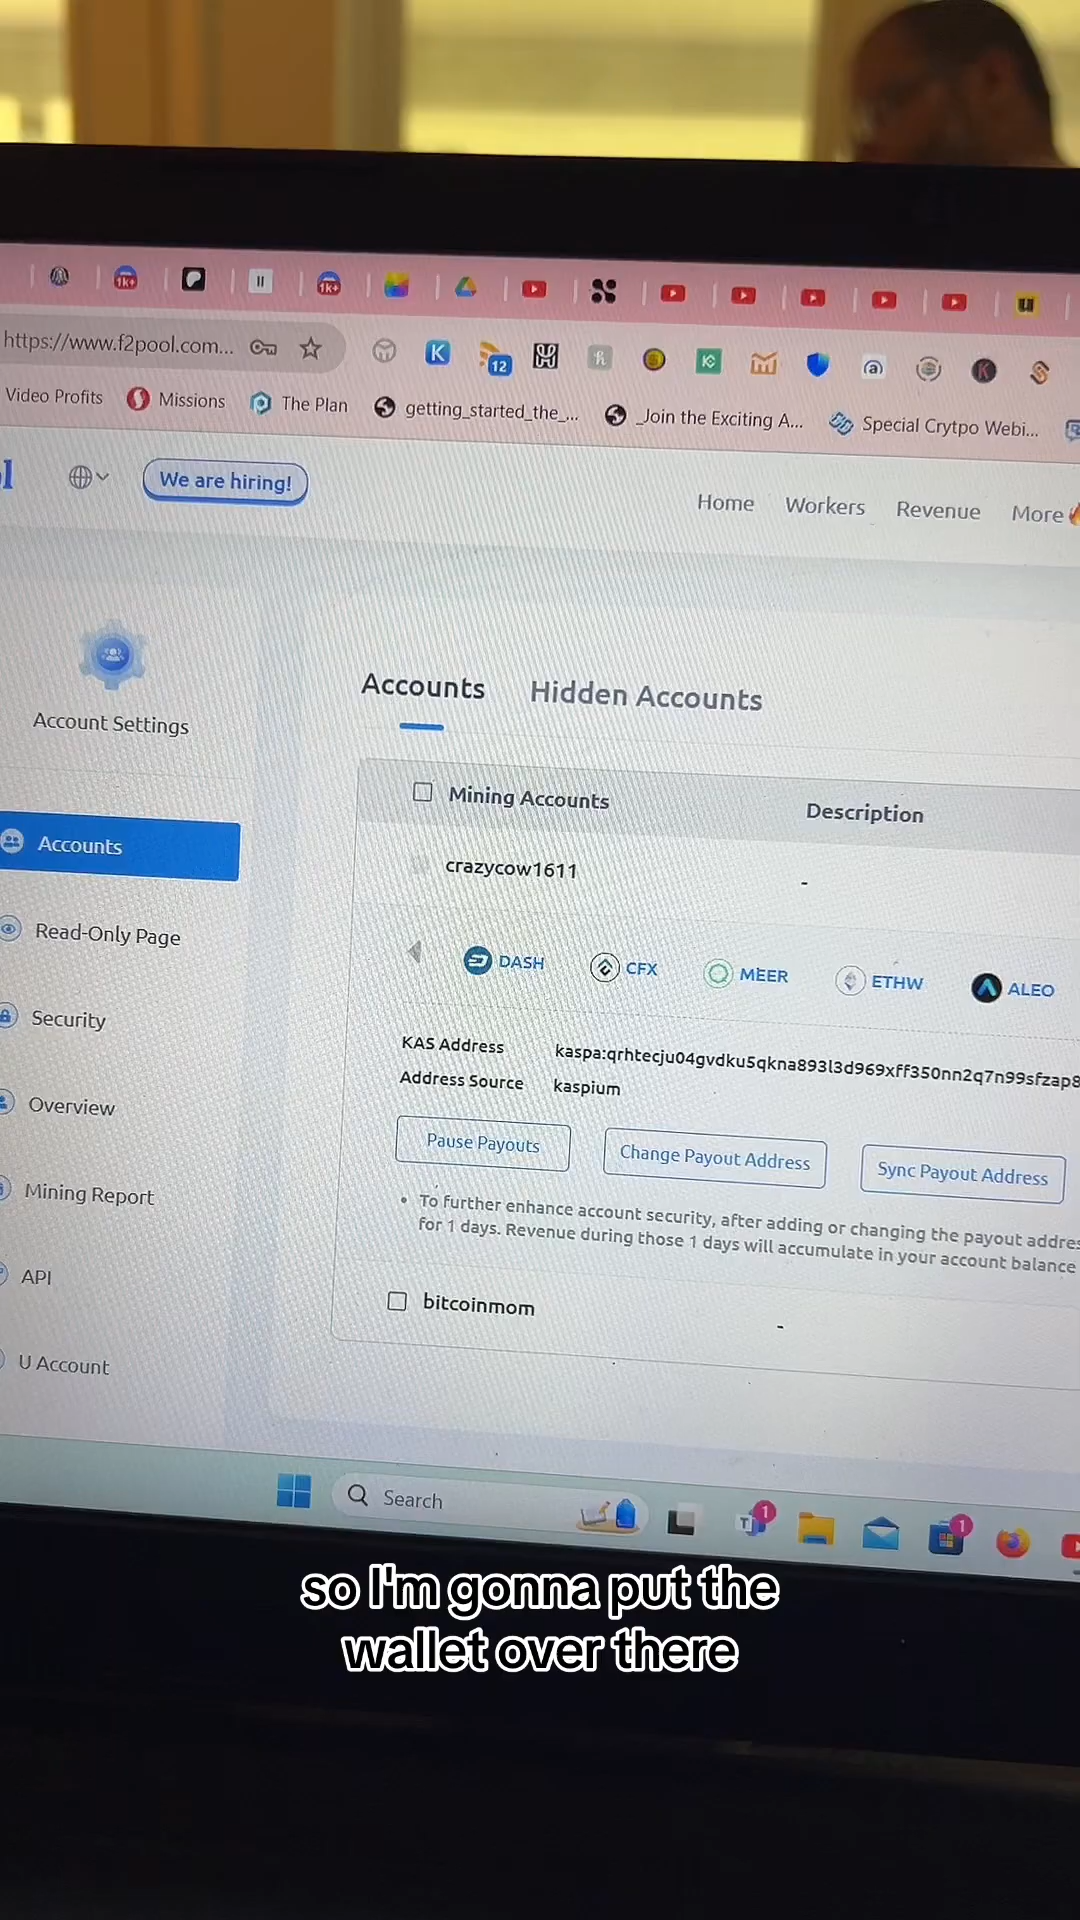 1k+
1k+
https://www.f2pool.com...
K
12
a
K
Video Profits
Missions
The Plan
getting_started_the_...
_Join the Exciting A...
Special Crytpo Webi...
We are hiring!
Home
Workers
Revenue
More
Account Settings
Accounts
Hidden Accounts
Mining Accounts
Description
Accounts
crazycow1611
-
Read-Only Page
DASH
CFX
MEER
ETHW
ALEO
Security
KAS Address
kaspa:qrhtecju04gvdku5qkna893l3d969xff350nn2q7n99sfzap8
Address Source
kaspium
Overview
Pause Payouts
Change Payout Address
Sync Payout Address
Mining Report
• To further enhance account security, after adding or changing the payout addres
for 1 days. Revenue during those 1 days will accumulate in your account balance
API
bitcoinmom
-
U Account
Search
1
1
so I'm gonna put the
wallet over there